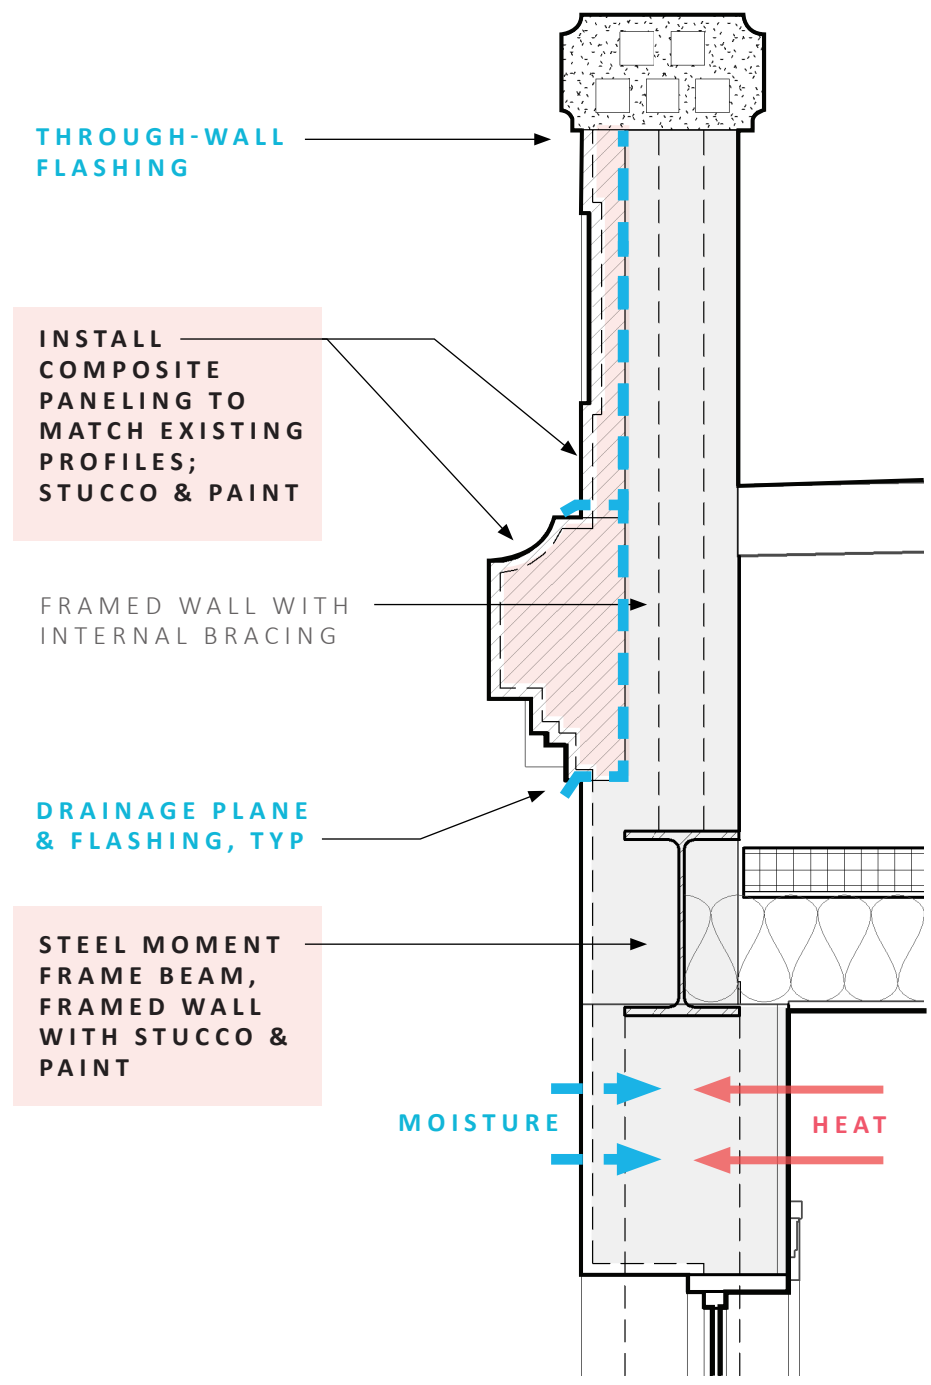 THROUGH-WALL
FLASHING
INSTALL
COMPOSITE
PANELING TO
MATCH EXISTING
PROFILES;
STUCCO & PAINT
FRAMED WALL WITH
INTERNAL BRACING
DRAINAGE PLANE
& FLASHING, TYP
STEEL MOMENT
FRAME BEAM,
FRAMED WALL
WITH STUCCO &
PAINT
MOISTURE
HEAT